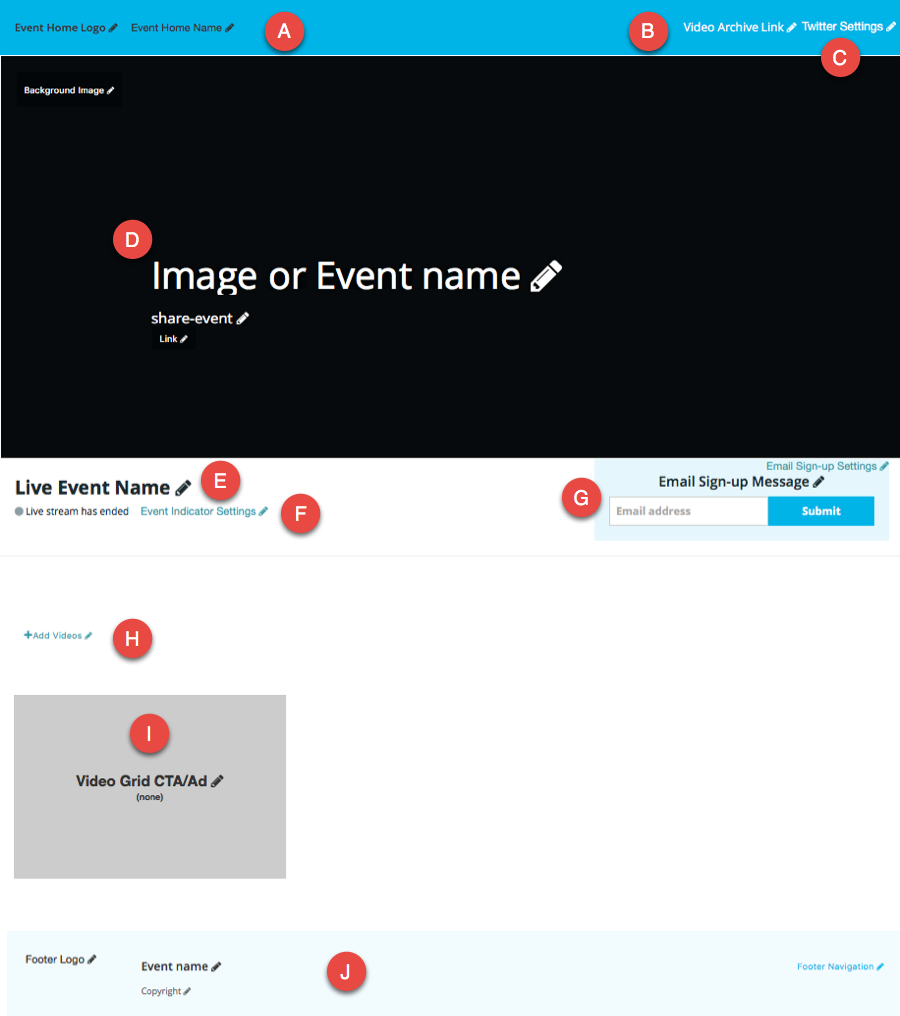 Event Home Logo Event Home Name A B Video Archive Link Twitter Settings
C
Background Image
D
Image or Event name
share-event
Link
Email Sign-up Settings
Live Event Name E Email Sign-up Message
Live stream has ended Event Indicator Settings F G Email address Submit
+Add Videos H
I
Video Grid CTA/Ad
(none)
Footer Logo Event name J Footer Navigation
Copyright